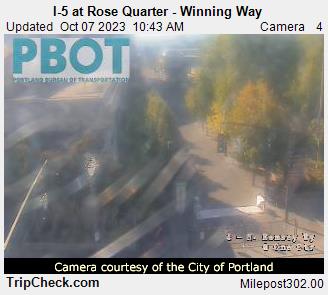 I-5 at Rose Quarter - Winning Way
Updated Oct 07 2023 10:43 AM Camera 4
PBOT
PORTLAND BUREAU OF TRANSPORTATION
Camera courtesy of the City of Portland
TripCheck.com Milepost302.00